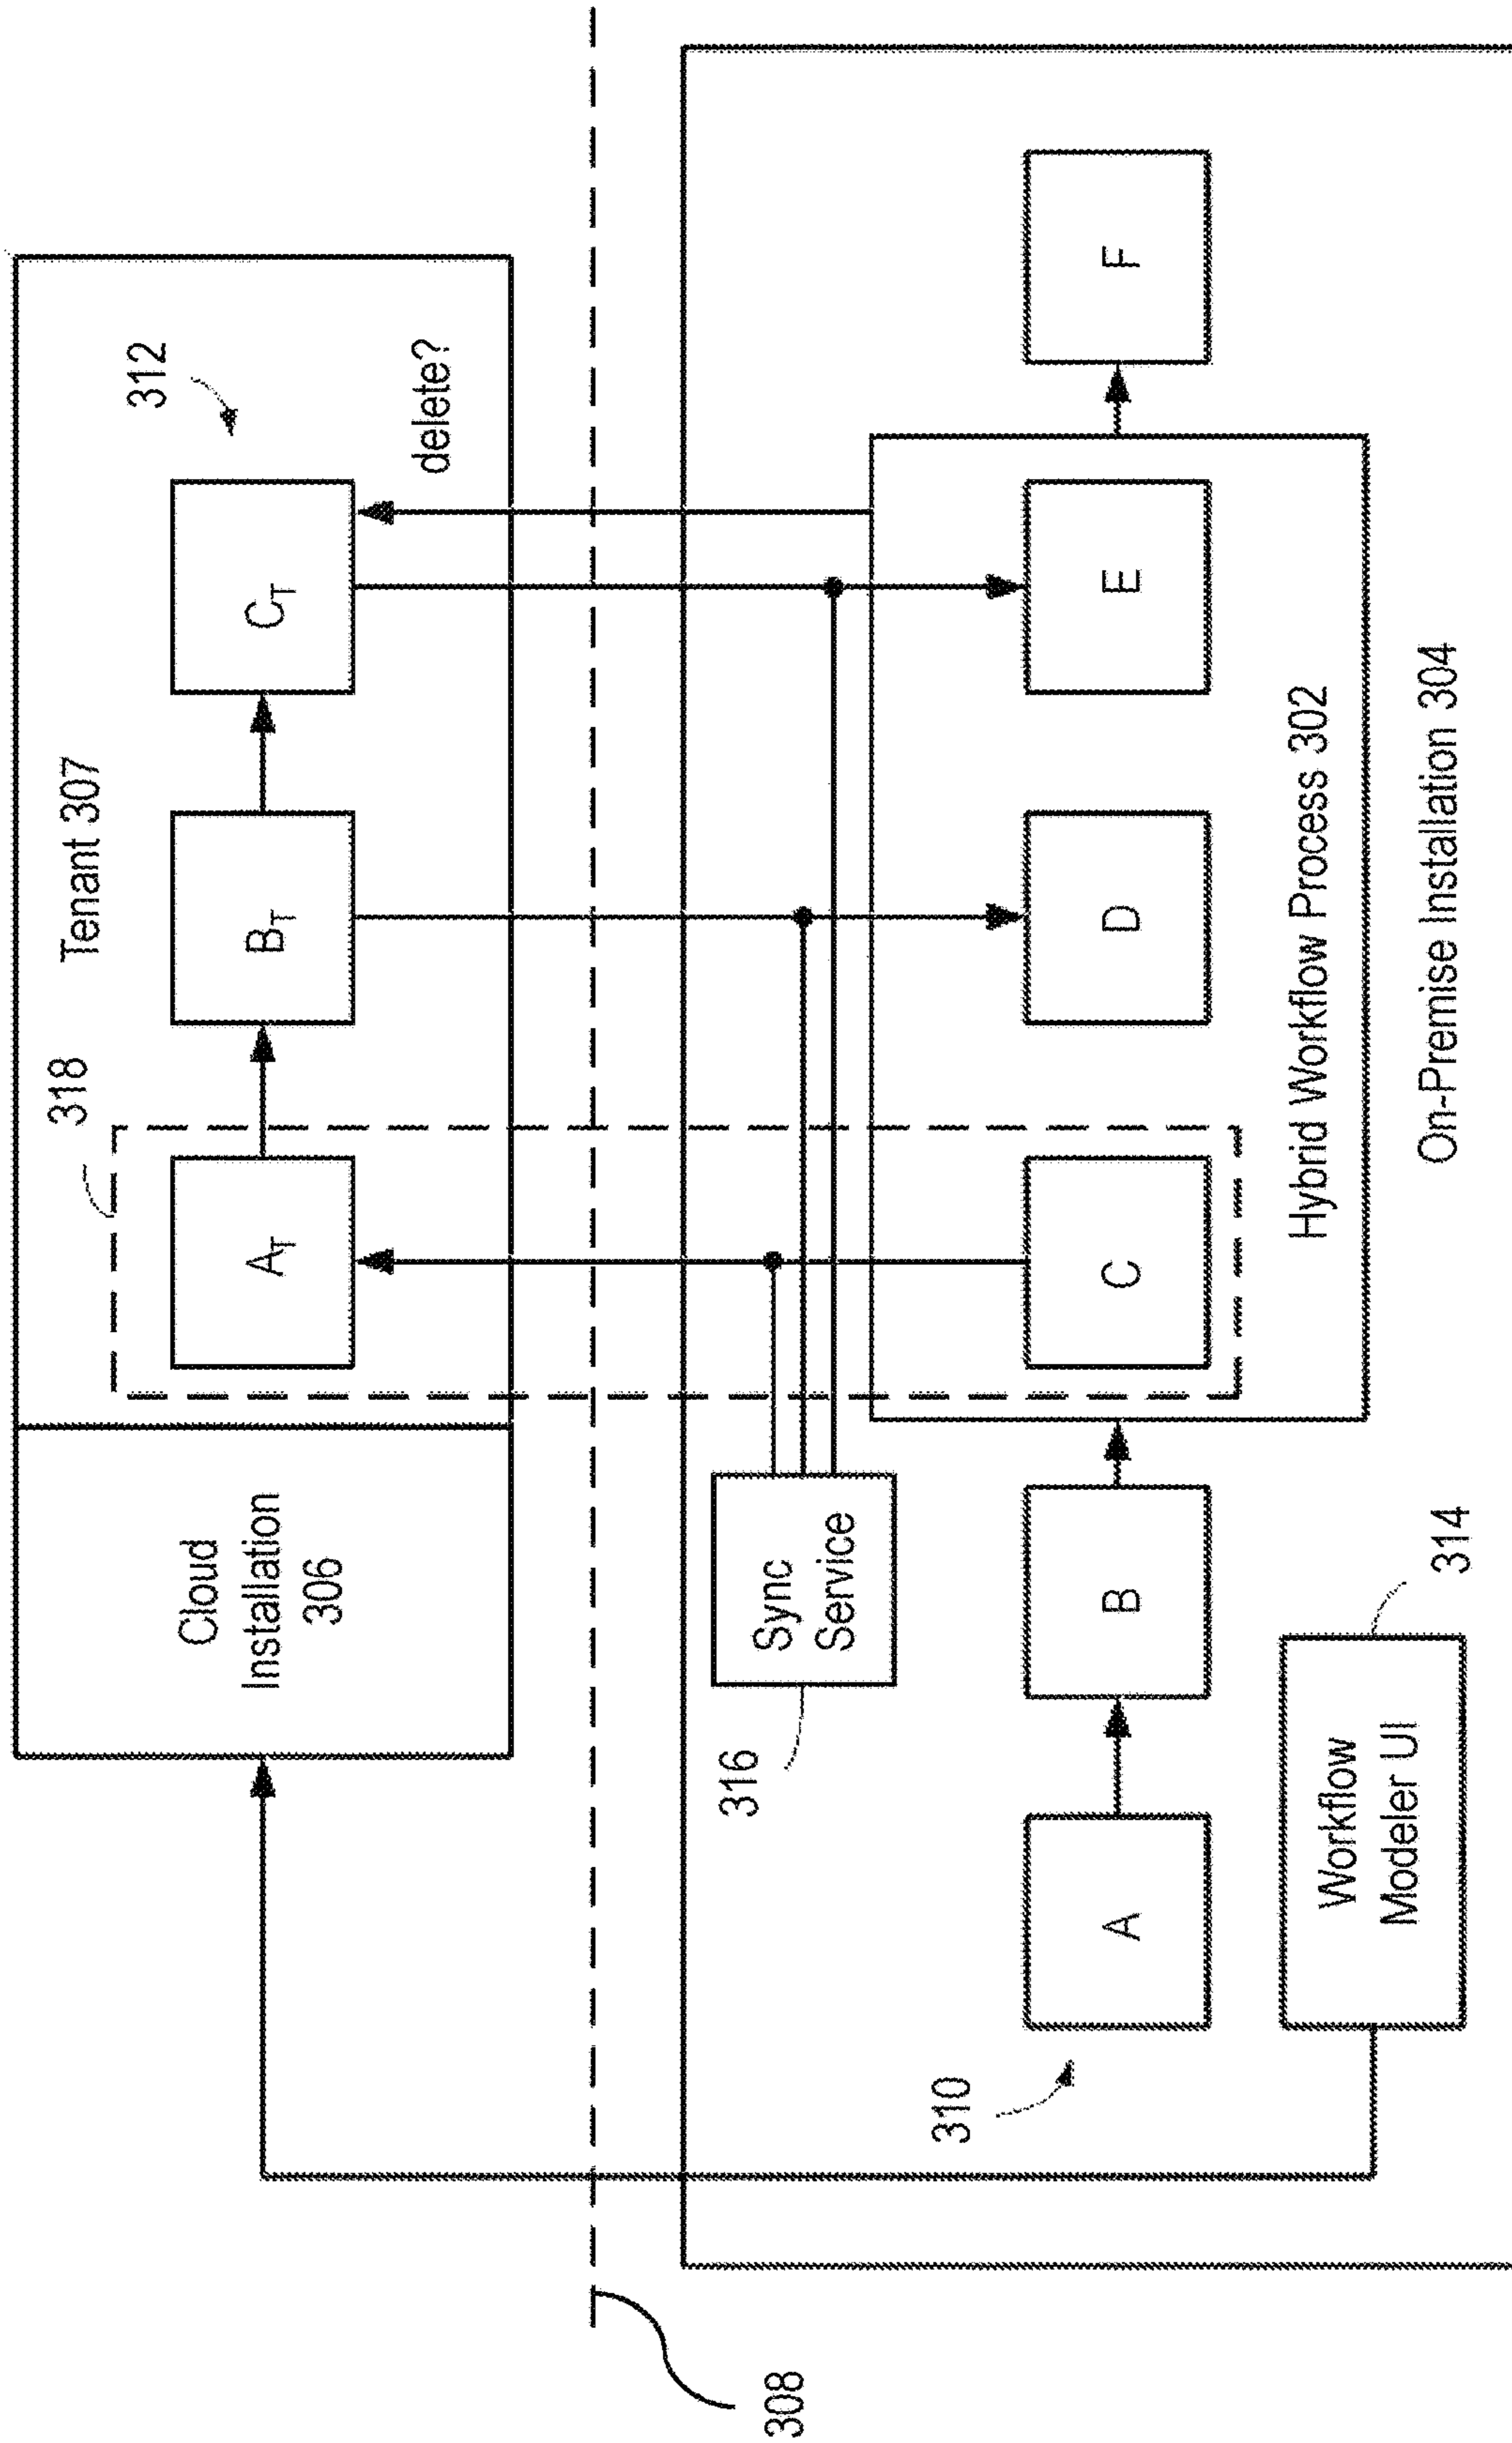 312
Tenant 307
318
Cloud
Installation
306
A_T
B_T
C_T
delete?
308
316
Sync
Service
310
A
B
C
D
E
F
Hybrid Workflow Process 302
Workflow
Modeler UI
314
On-Premise Installation 304